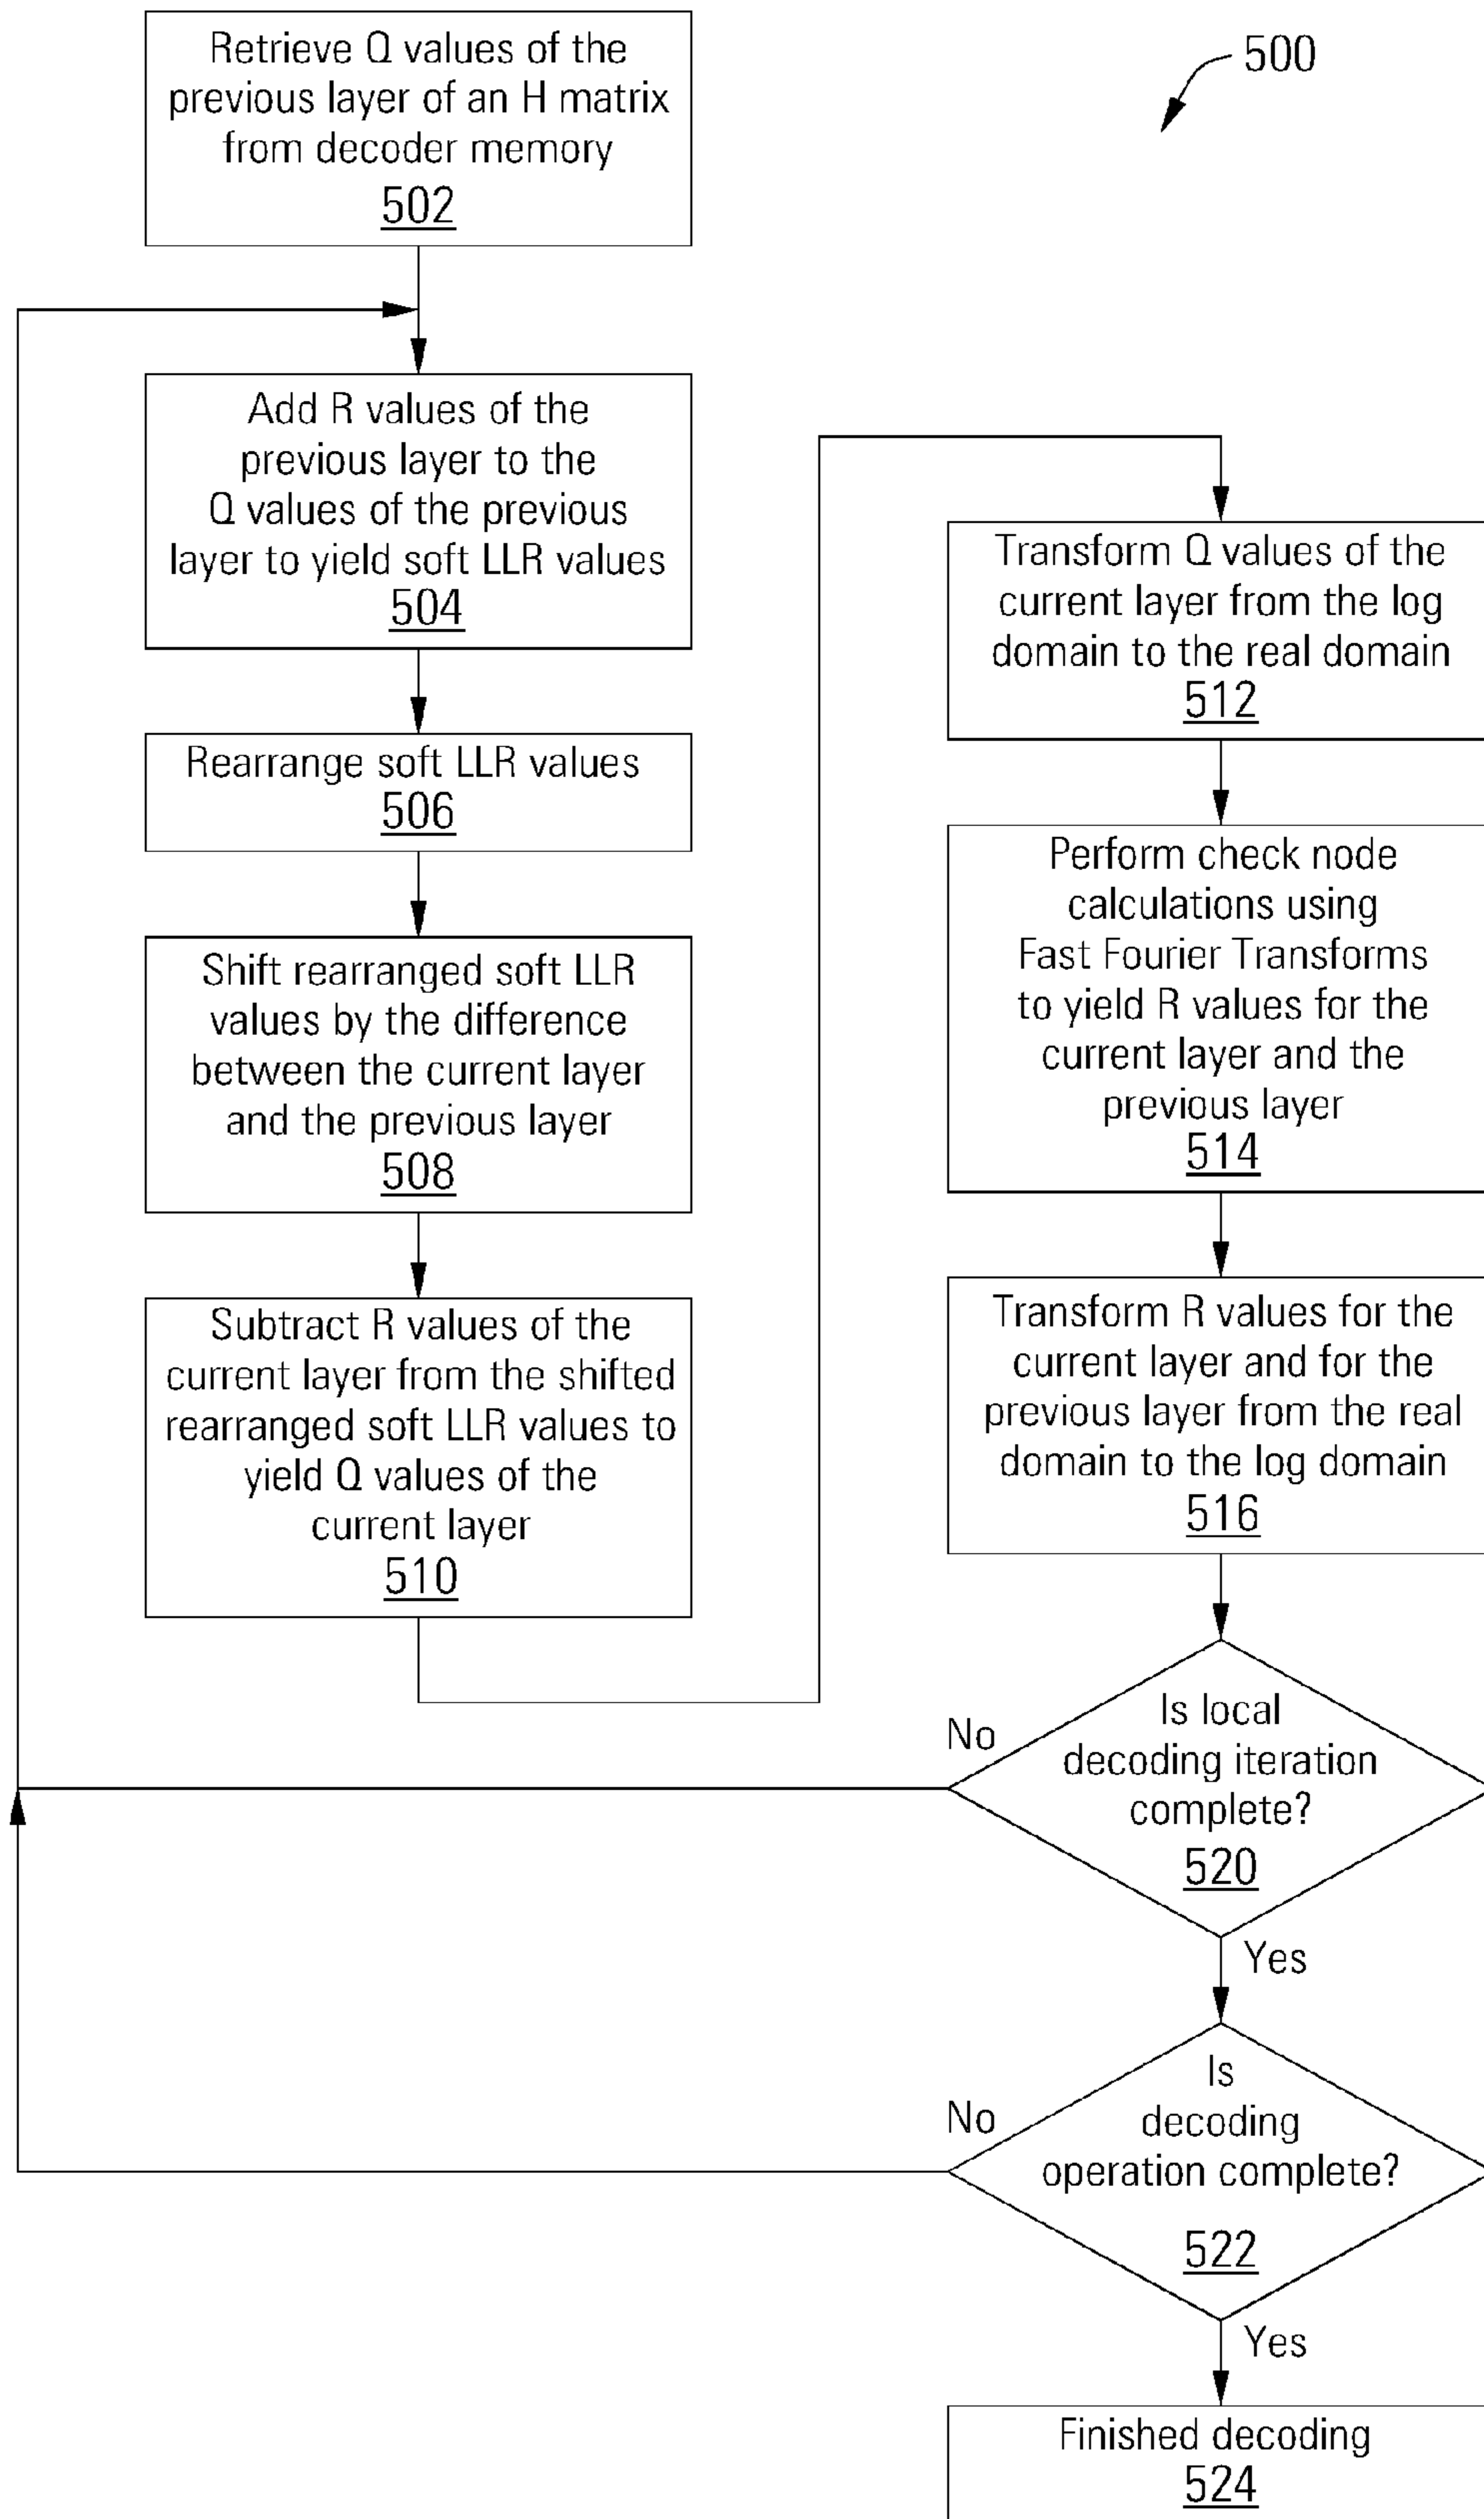 500
Retrieve Q values of the
previous layer of an H matrix
from decoder memory
502
Add R values of the
previous layer to the
Q values of the previous
layer to yield soft LLR values
504
Rearrange soft LLR values
506
Shift rearranged soft LLR
values by the difference
between the current layer
and the previous layer
508
Subtract R values of the
current layer from the shifted
rearranged soft LLR values to
yield Q values of the
current layer
510
Transform Q values of the
current layer from the log
domain to the real domain
512
Perform check node
calculations using
Fast Fourier Transforms
to yield R values for the
current layer and the
previous layer
514
Transform R values for the
current layer and for the
previous layer from the real
domain to the log domain
516
Is local
decoding iteration
complete?
520
No
Yes
Is
decoding
operation complete?
522
No
Yes
Finished decoding
524